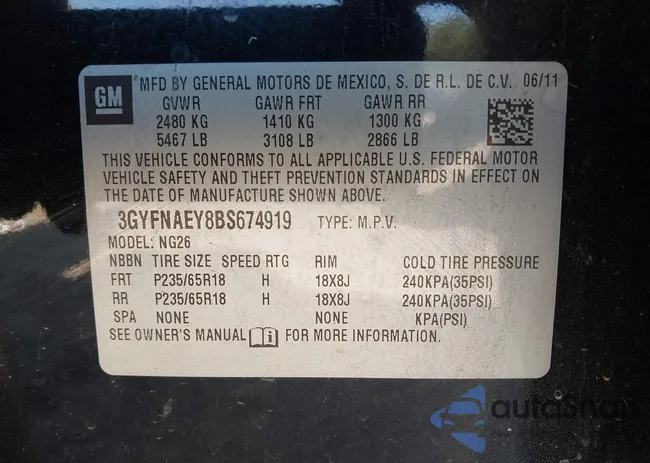 GM
MFD BY GENERAL MOTORS DE MEXICO, S. DE R.L. DE C.V. 06/11
GVWR GAWR FRT GAWR RR
2480 KG 1410 KG 1300 KG
5467 LB 3108 LB 2866 LB
THIS VEHICLE CONFORMS TO ALL APPLICABLE U.S. FEDERAL MOTOR
VEHICLE SAFETY AND THEFT PREVENTION STANDARDS IN EFFECT ON
THE DATE OF MANUFACTURE SHOWN ABOVE.
3GYFNAEY8BS674919 TYPE: M.P.V.
MODEL: NG26
NBBN TIRE SIZE SPEED RTG RIM COLD TIRE PRESSURE
FRT P235/65R18 H 18X8J 240KPA(35PSI)
RR P235/65R18 H 18X8J 240KPA(35PSI)
SPA NONE NONE KPA(PSI)
SEE OWNER'S MANUAL FOR MORE INFORMATION.
autoSnap